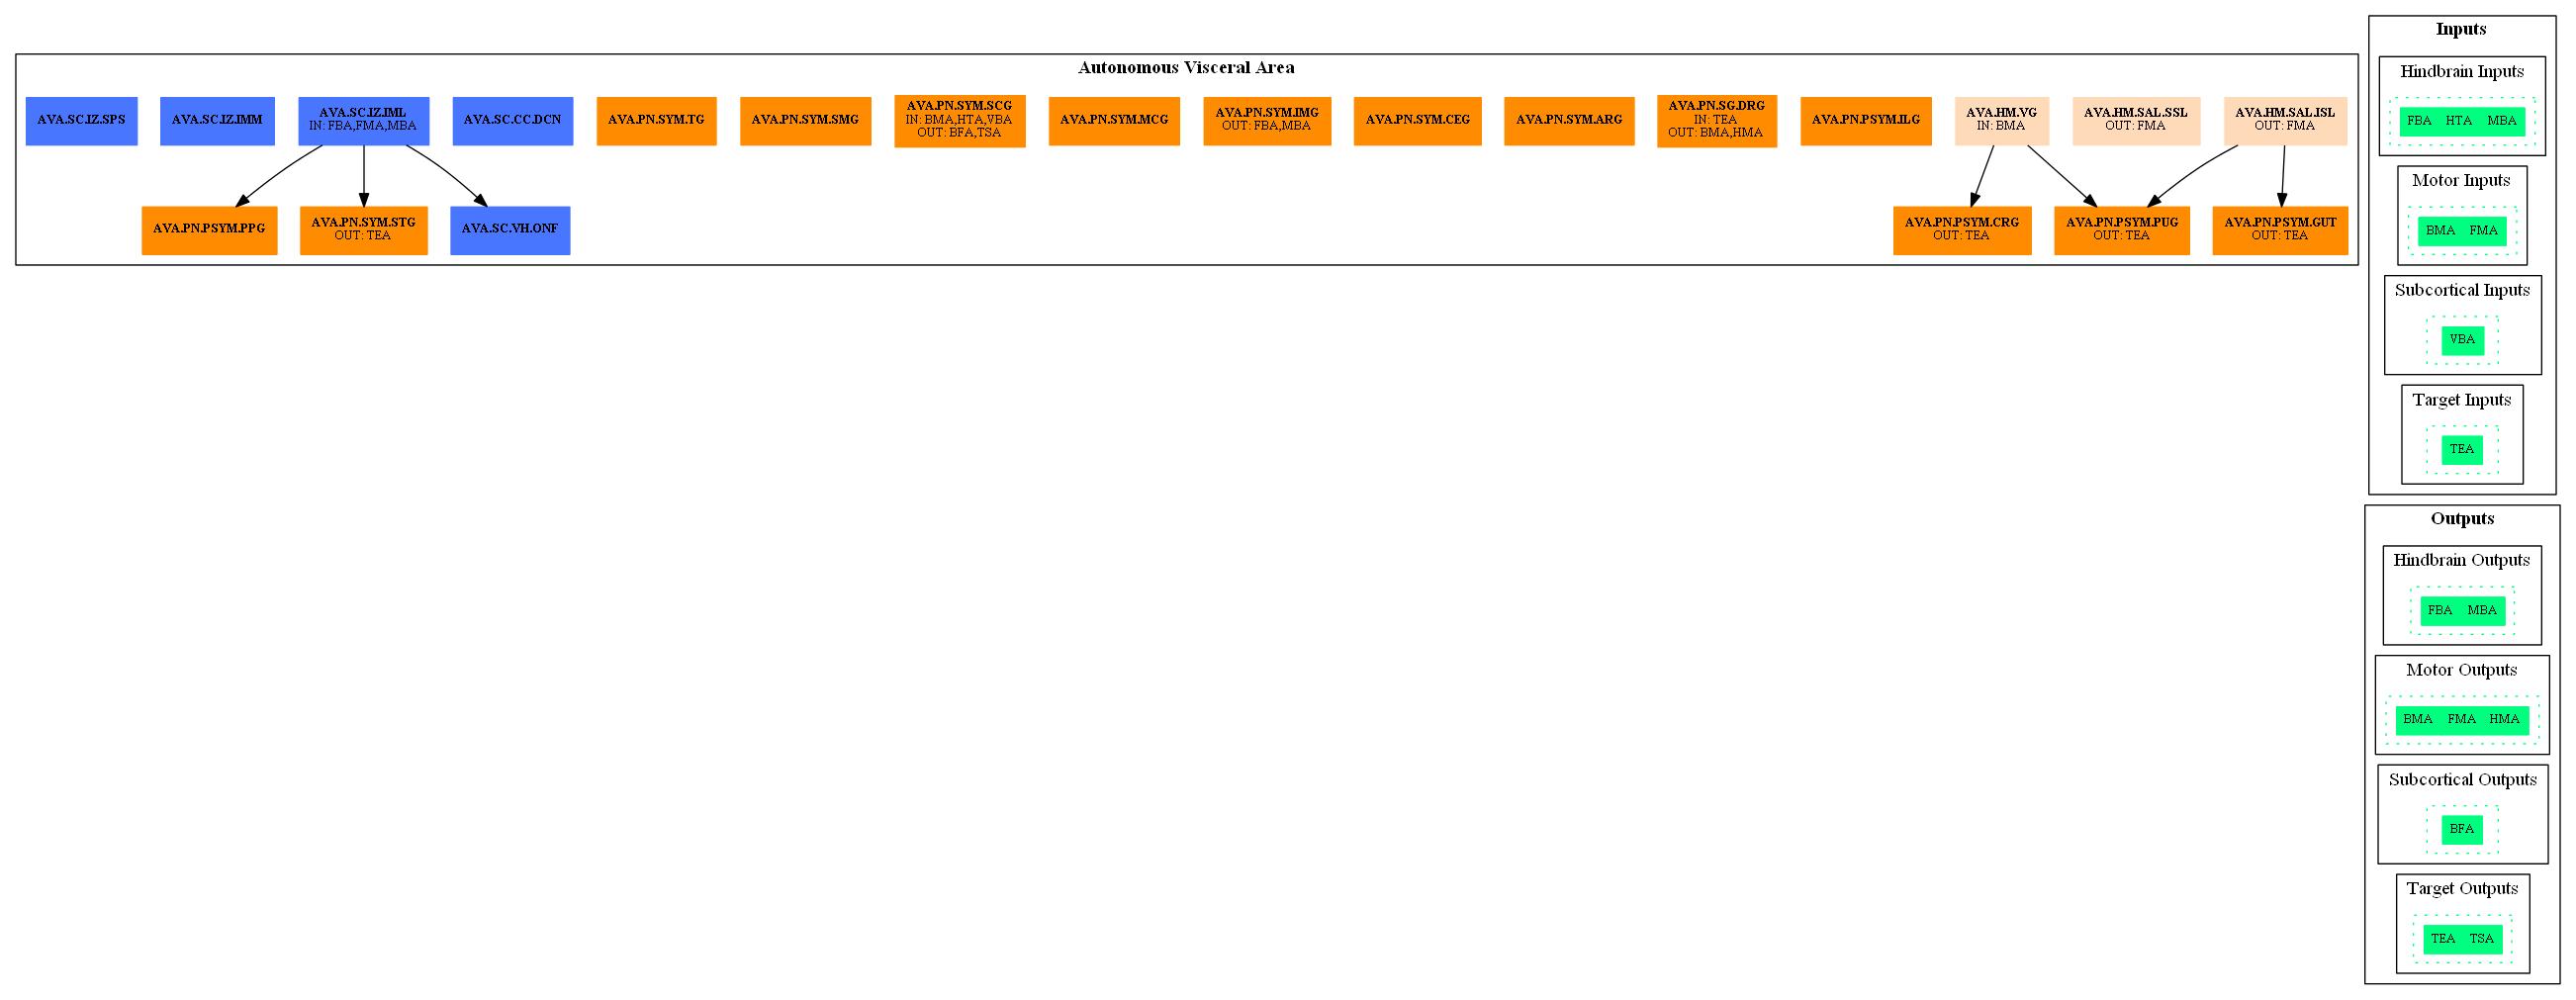 Autonomous Visceral Area
AVA.SC.IZ.SPS
AVA.SC.IZ.IMM
AVA.SC.IZ.IML
IN: FBA,FMA,MBA
AVA.SC.CC.DCN
AVA.PN.SYM.TG
AVA.PN.SYM.SMG
AVA.PN.SYM.SCG
IN: BMA,HTA,VBA
OUT: BFA,TSA
AVA.PN.SYM.MCG
AVA.PN.SYM.IMG
OUT: FBA,MBA
AVA.PN.SYM.CEG
AVA.PN.SYM.ARG
AVA.PN.SG.DRG
IN: TEA
OUT: BMA,HMA
AVA.PN.PSYM.ILG
AVA.HM.VG
IN: BMA
AVA.HM.SAL.SSL
OUT: FMA
AVA.HM.SAL.ISL
OUT: FMA
AVA.PN.PSYM.PPG
AVA.PN.SYM.STG
OUT: TEA
AVA.SC.VH.ONF
AVA.PN.PSYM.CRG
OUT: TEA
AVA.PN.PSYM.PUG
OUT: TEA
AVA.PN.PSYM.GUT
OUT: TEA
Inputs
Hindbrain Inputs
FBA HTA MBA
Motor Inputs
BMA FMA
Subcortical Inputs
VBA
Target Inputs
TEA
Outputs
Hindbrain Outputs
FBA MBA
Motor Outputs
BMA FMA HMA
Subcortical Outputs
BFA
Target Outputs
TEA TSA